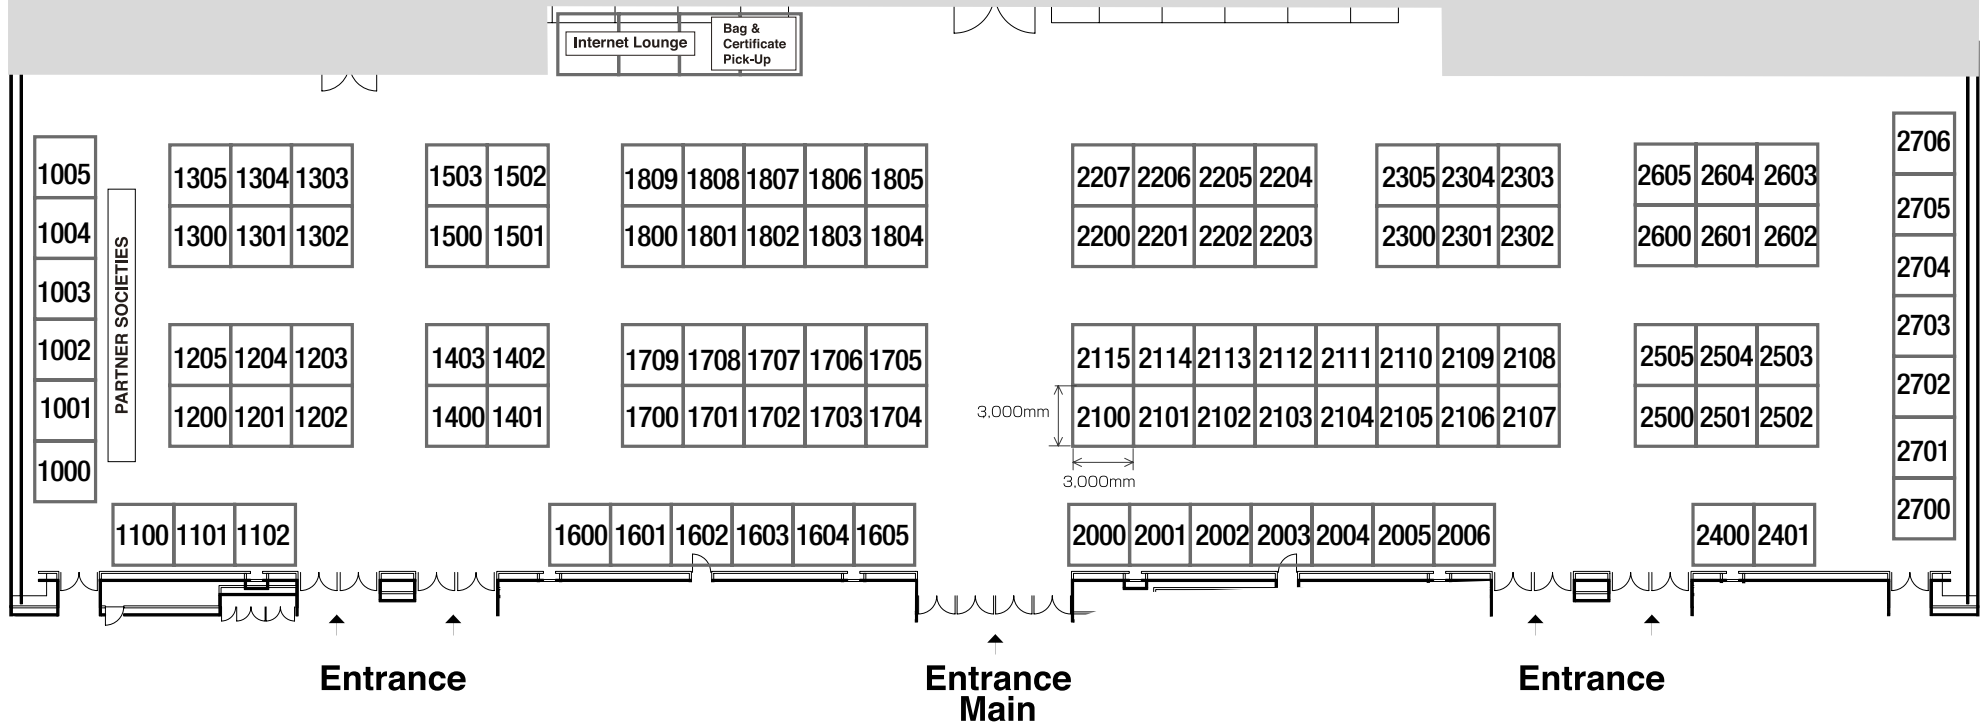 Internet Lounge
Bag &
Certificate
Pick-Up
1005
1004
1003
1002
1001
1000
PARTNER SOCIETIES
1305 1304 1303
1300 1301 1302
1503 1502
1500 1501
1809 1808 1807 1806 1805
1800 1801 1802 1803 1804
2207 2206 2205 2204
2200 2201 2202 2203
2305 2304 2303
2300 2301 2302
2605 2604 2603
2600 2601 2602
2706
2705
2704
2703
2702
2701
2700
1205 1204 1203
1200 1201 1202
1403 1402
1400 1401
1709 1708 1707 1706 1705
1700 1701 1702 1703 1704
2115 2114 2113 2112 2111 2110 2109 2108
2100 2101 2102 2103 2104 2105 2106 2107
3,000mm
3,000mm
2505 2504 2503
2500 2501 2502
1100 1101 1102
1600 1601 1602 1603 1604 1605
2000 2001 2002 2003 2004 2005 2006
2400 2401
Entrance
Entrance
Main
Entrance